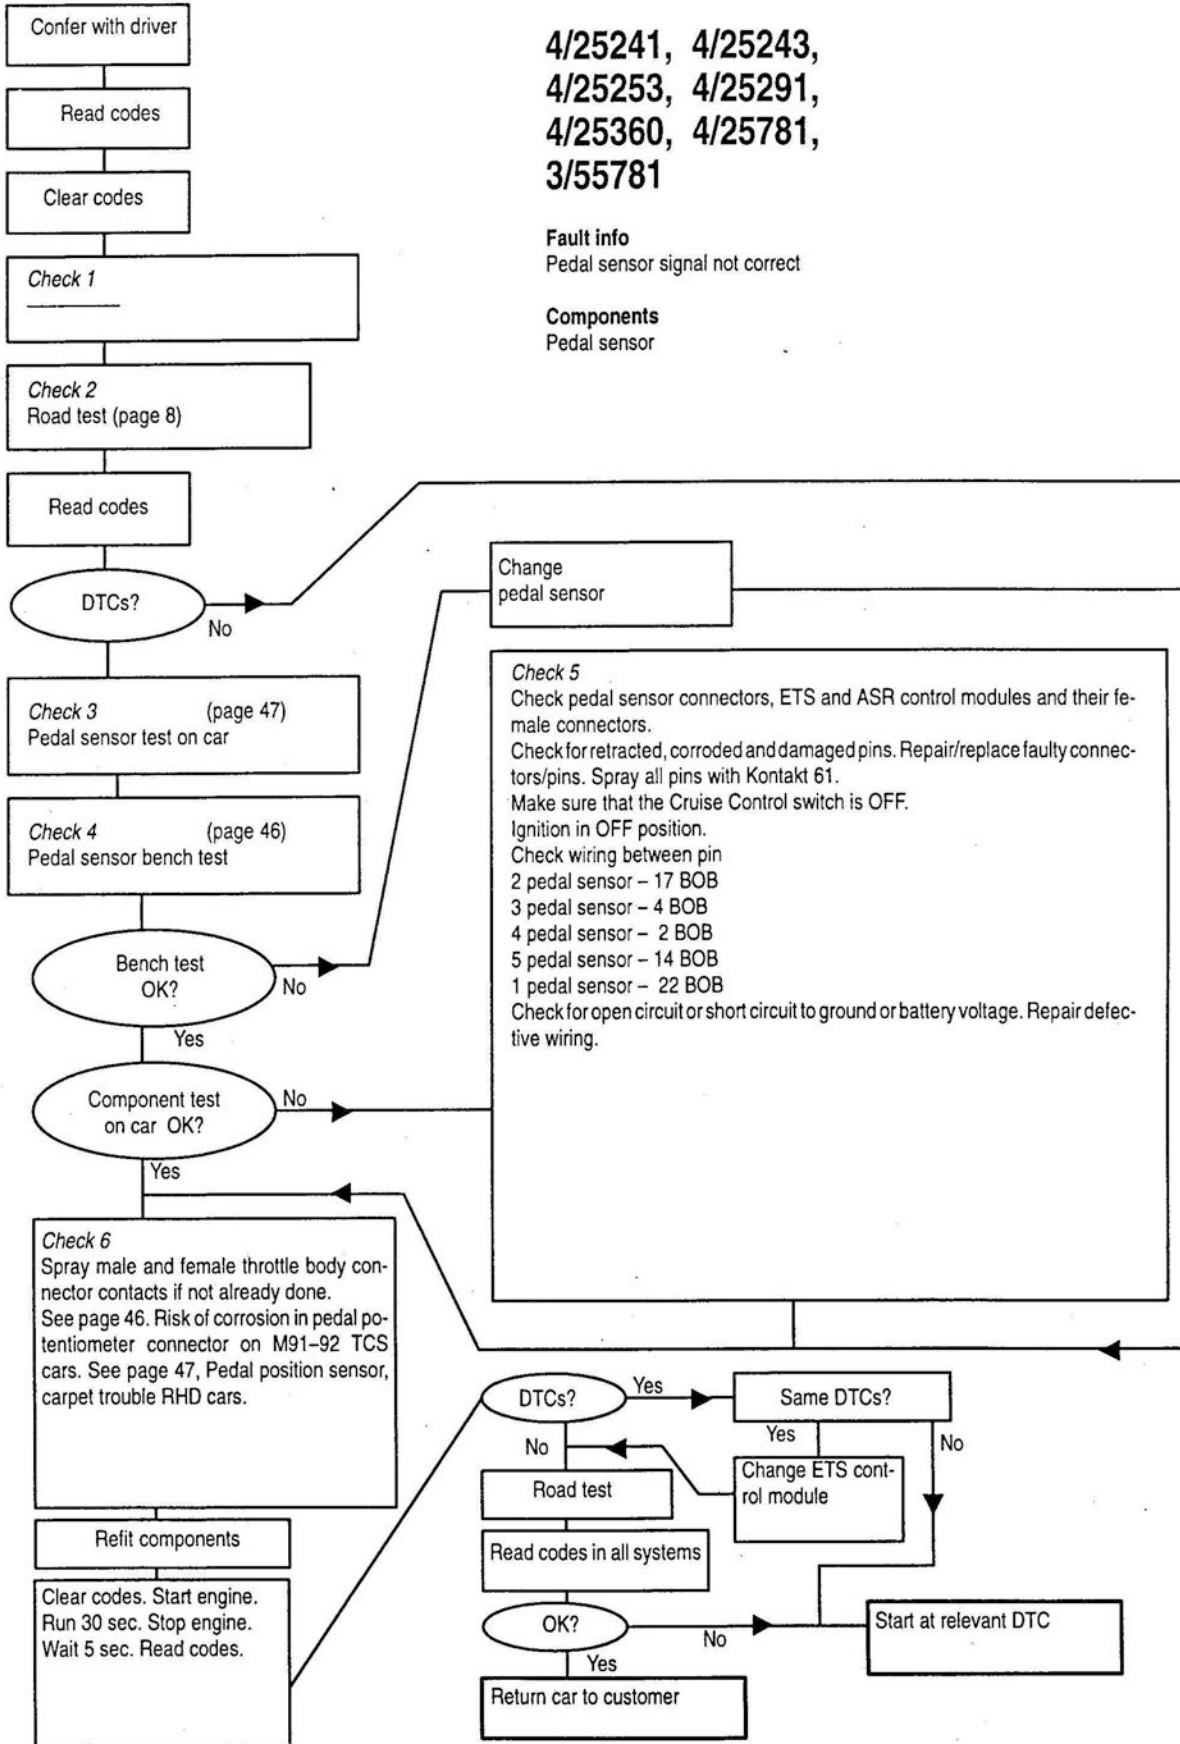 Confer with driver
Read codes
Clear codes
Check 1
Check 2
Road test (page 8)
Read codes
DTCs?
No
Check 3 (page 47)
Pedal sensor test on car
Check 4 (page 46)
Pedal sensor bench test
Bench test
OK?
No
Yes
Component test
on car OK?
No
Yes
Check 6
Spray male and female throttle body con-
nector contacts if not already done.
See page 46. Risk of corrosion in pedal po-
tentiometer connector on M91–92 TCS
cars. See page 47, Pedal position sensor,
carpet trouble RHD cars.
Refit components
Clear codes. Start engine.
Run 30 sec. Stop engine.
Wait 5 sec. Read codes.
4/25241, 4/25243,
4/25253, 4/25291,
4/25360, 4/25781,
3/55781
Fault info
Pedal sensor signal not correct
Components
Pedal sensor
Change
pedal sensor
Check 5
Check pedal sensor connectors, ETS and ASR control modules and their fe-
male connectors.
Check for retracted, corroded and damaged pins. Repair/replace faulty connec-
tors/pins. Spray all pins with Kontakt 61.
Make sure that the Cruise Control switch is OFF.
Ignition in OFF position.
Check wiring between pin
2 pedal sensor – 17 BOB
3 pedal sensor – 4 BOB
4 pedal sensor – 2 BOB
5 pedal sensor – 14 BOB
1 pedal sensor – 22 BOB
Check for open circuit or short circuit to ground or battery voltage. Repair defec-
tive wiring.
DTCs?
Yes
Same DTCs?
No
Yes
No
Change ETS cont-
rol module
Road test
Read codes in all systems
OK?
No
Yes
Start at relevant DTC
Return car to customer